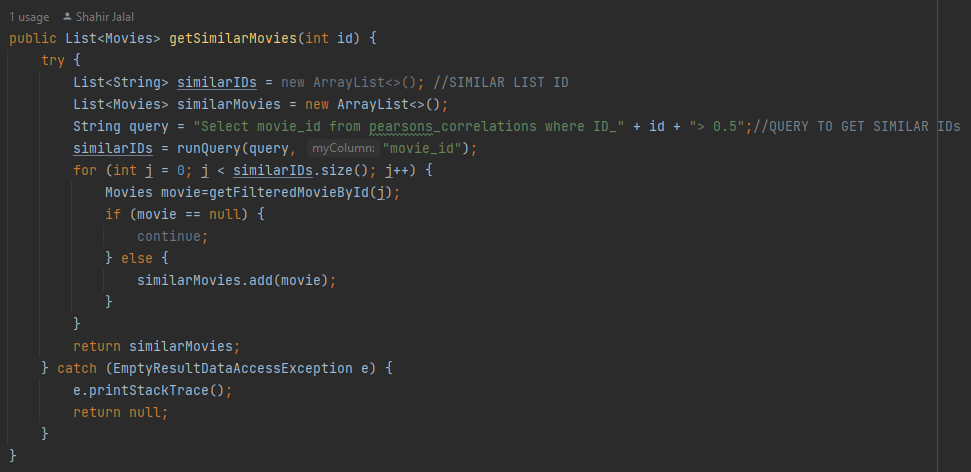 1 usage Shahir Jalal
public List<Movies> getSimilarMovies(int id) {
try {
List<String> similarIDs = new ArrayList<>(); //SIMILAR LIST ID
List<Movies> similarMovies = new ArrayList<>();
String query = "Select movie_id from pearsons_correlations where ID_" + id + "> 0.5";//QUERY TO GET SIMILAR IDs
similarIDs = runQuery(query, myColumn: "movie_id");
for (int j = 0; j < similarIDs.size(); j++) {
Movies movie=getFilteredMovieById(j);
if (movie == null) {
continue;
} else {
similarMovies.add(movie);
}
}
return similarMovies;
} catch (EmptyResultDataAccessException e) {
e.printStackTrace();
return null;
}
}